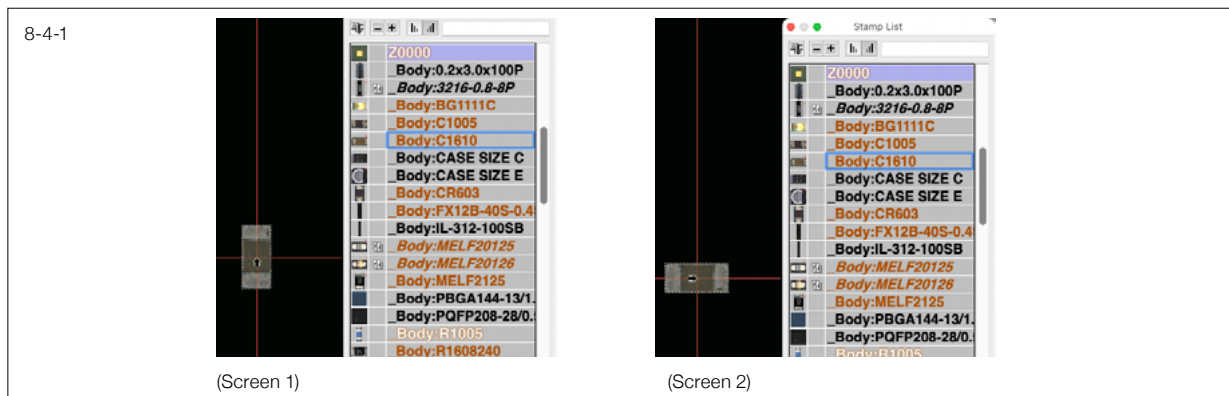 8-4-1
Z0000
_Body:0.2x3.0x100P
_Body:3216-0.8-8P
_Body:BG1111C
_Body:C1005
_Body:C1610
_Body:CASE SIZE C
_Body:CASE SIZE E
_Body:CR603
_Body:FX12B-40S-0.4
_Body:IL-312-100SB
_Body:MELF20125
_Body:MELF20126
_Body:MELF2125
_Body:PBGA144-13/1.
_Body:PQFP208-28/0.
Body:R1005
Body:R1608240
(Screen 1)
Stamp List
Z0000
_Body:0.2x3.0x100P
_Body:3216-0.8-8P
_Body:BG1111C
_Body:C1005
_Body:C1610
_Body:CASE SIZE C
_Body:CASE SIZE E
_Body:CR603
_Body:FX12B-40S-0.4
_Body:IL-312-100SB
_Body:MELF20125
_Body:MELF20126
_Body:MELF2125
_Body:PBGA144-13/1.
_Body:PQFP208-28/0.
Body:R1005
(Screen 2)